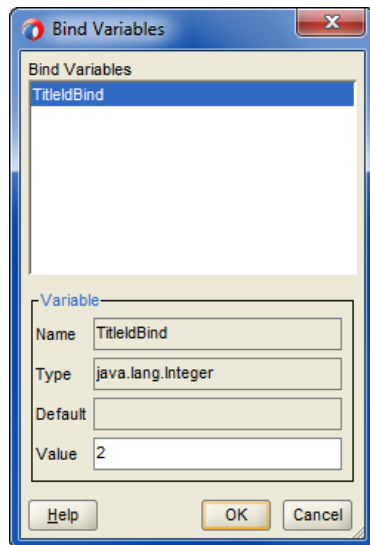 Bind Variables
Bind Variables
TitleIdBind
Variable
Name TitleIdBind
Type java.lang.Integer
Default
Value 2
Help OK Cancel